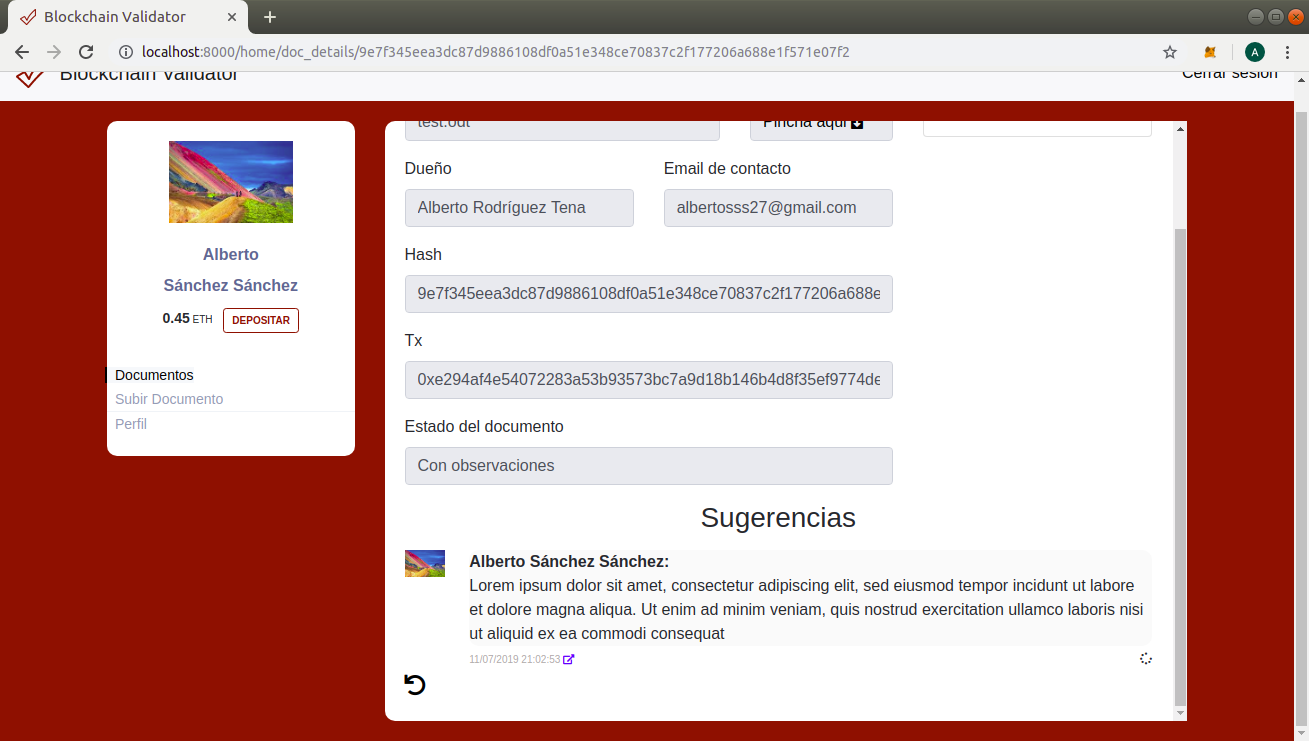 Blockchain Validator
localhost:8000/home/doc_details/9e7f345eea3dc87d9886108df0a51e348ce70837c2f177206a688e1f571e07f2
A
Blockchain Validator
Cerrar sesión
Alberto
Sánchez Sánchez
0.45 ETH DEPOSITAR
Documentos
Subir Documento
Perfil
test.odt
Pincha aquí
Dueño
Email de contacto
Alberto Rodríguez Tena
albertosss27@gmail.com
Hash
9e7f345eea3dc87d9886108df0a51e348ce70837c2f177206a688e
Tx
0xe294af4e54072283a53b93573bc7a9d18b146b4d8f35ef9774de
Estado del documento
Con observaciones
Sugerencias
Alberto Sánchez Sánchez:
Lorem ipsum dolor sit amet, consectetur adipiscing elit, sed eiusmod tempor incidunt ut labore
et dolore magna aliqua. Ut enim ad minim veniam, quis nostrud exercitation ullamco laboris nisi
ut aliquid ex ea commodi consequat
11/07/2019 21:02:53